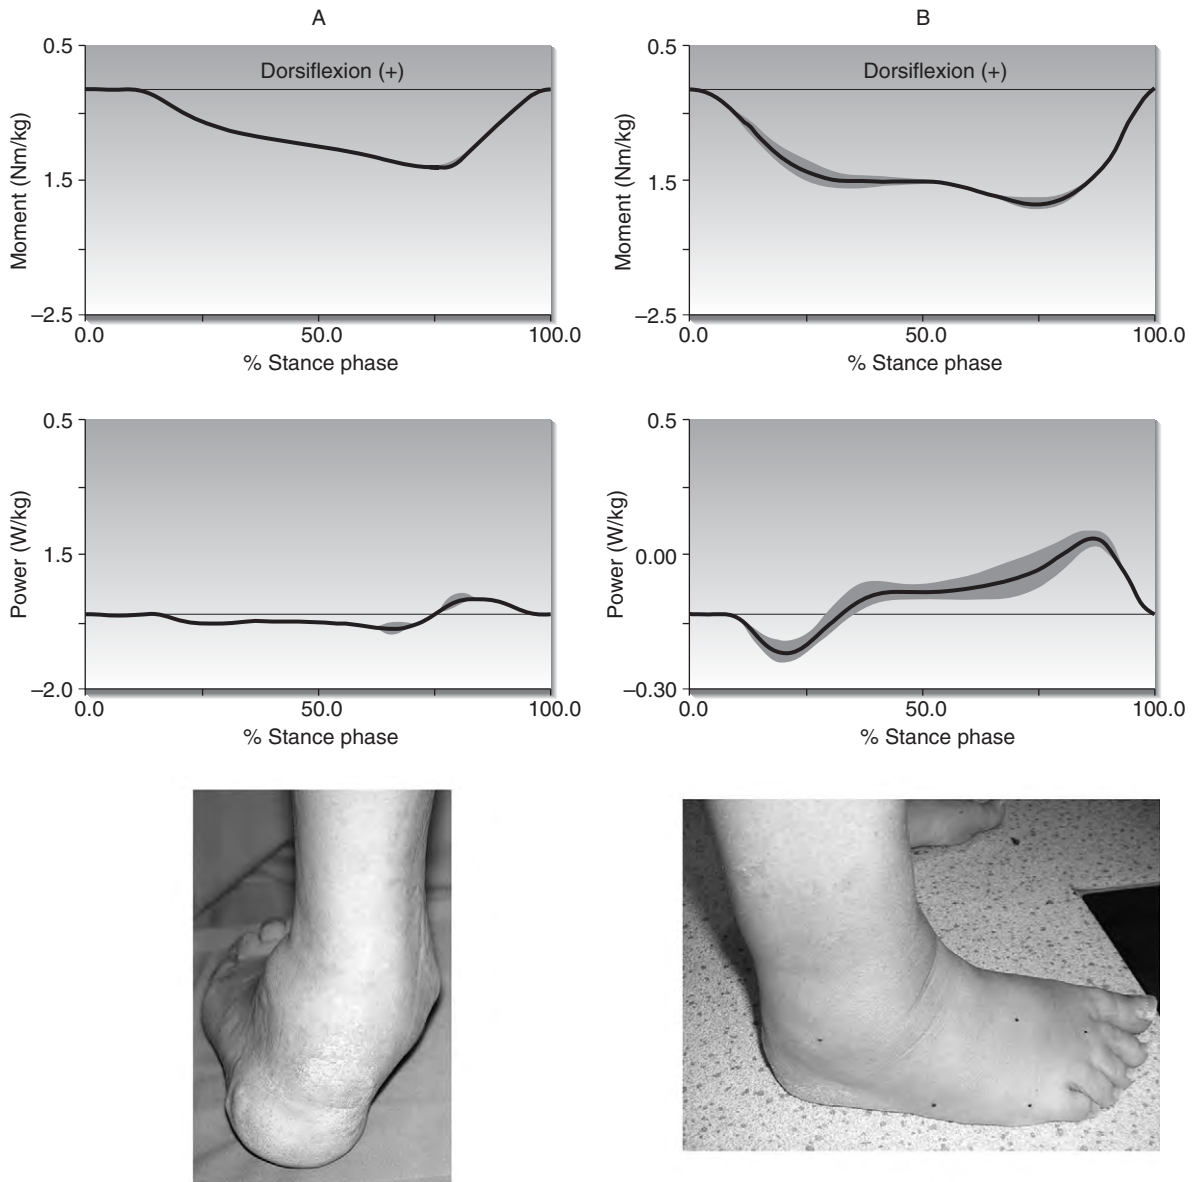 A
0.5
Dorsiflexion (+)
Moment (Nm/kg)
1.5
–2.5
0.0
50.0
100.0
% Stance phase
B
0.5
Dorsiflexion (+)
Moment (Nm/kg)
1.5
–2.5
0.0
50.0
100.0
% Stance phase
0.5
Power (W/kg)
1.5
–2.0
0.0
50.0
100.0
% Stance phase
0.5
Power (W/kg)
0.00
–0.30
0.0
50.0
100.0
% Stance phase